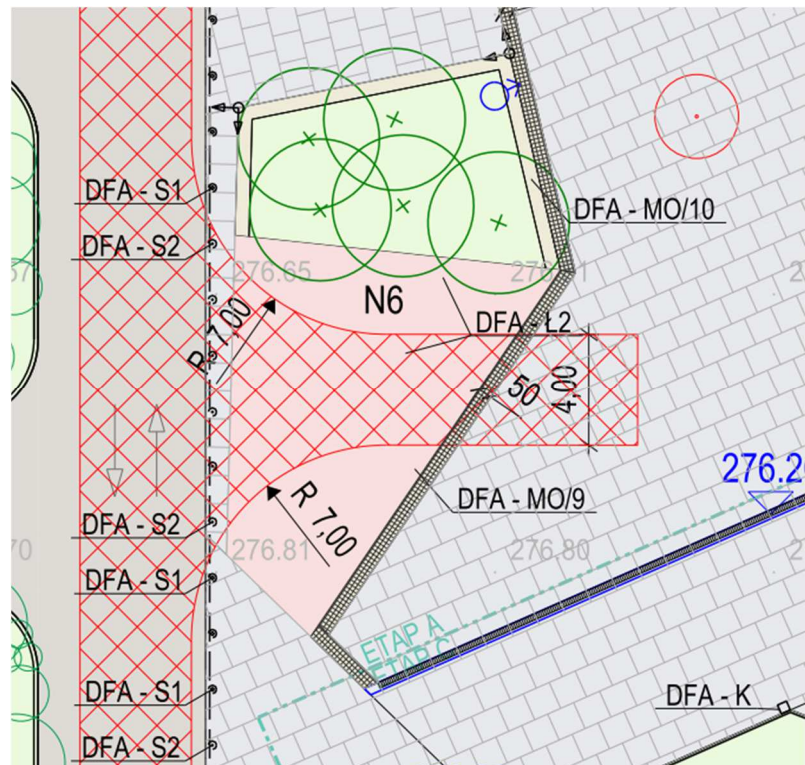 DFA - S1
DFA - MO/10
DFA - S2
276.65
N6
DFA - Ł2
R 7,00
50
4,00
276.2
DFA - MO/9
R 7,00
DFA - S2
70
276.81
276.80
DFA - S1
ETAP A
ETAP C
DFA - S1
DFA - K
DFA - S2